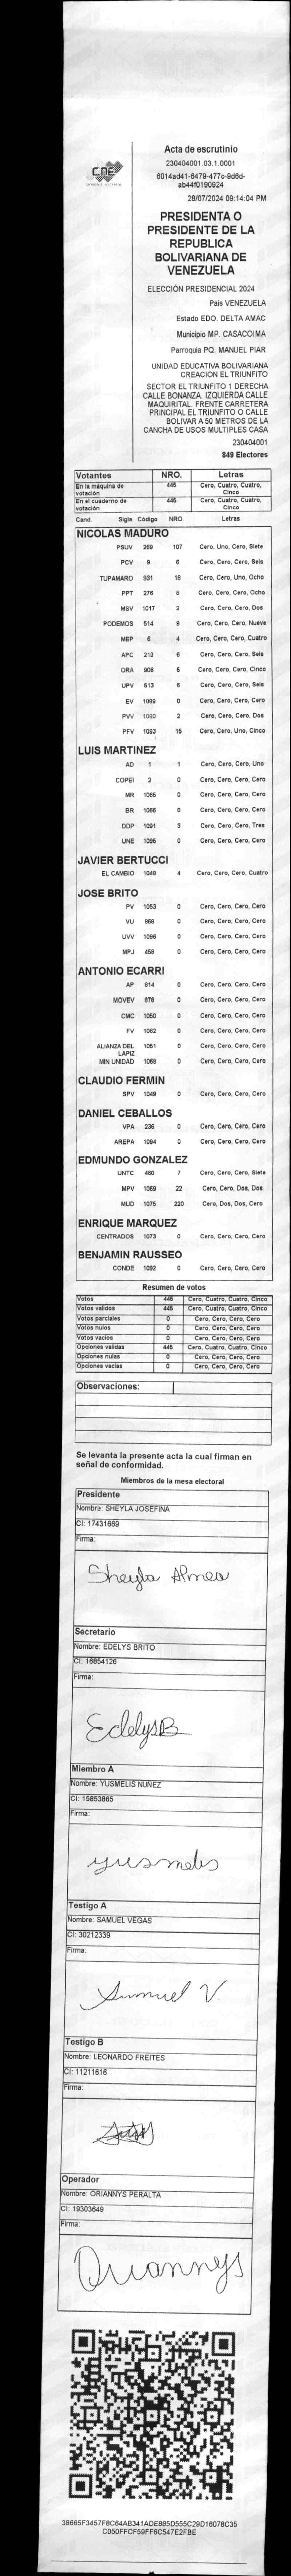 CNE
Acta de escrutinio
230404001.03.1.0001
6014ad41-6479-477c-9d6d-
ab44f0190924
28/07/2024 09:14:04 PM
PRESIDENTA O
PRESIDENTE DE LA
REPUBLICA
BOLIVARIANA DE
VENEZUELA
ELECCIÓN PRESIDENCIAL 2024
Pais VENEZUELA
Estado EDO. DELTA AMAC
Municipio MP. CASACOIMA
Parroquia PQ. MANUEL PIAR
UNIDAD EDUCATIVA BOLIVARIANA
CREACION EL TRIUNFITO
SECTOR EL TRIUNFITO 1 DERECHA
CALLE BONANZA. IZQUIERDA CALLE
MAQUIRITAL. FRENTE CARRETERA
PRINCIPAL EL TRIUNFITO O CALLE
BOLIVAR A 50 METROS DE LA
CANCHA DE USOS MULTIPLES CASA
230404001
849 Electores
Votantes NRO. Letras
En la máquina de votación 445 Cero, Cuatro, Cuatro, Cinco
En el cuaderno de votación 445 Cero, Cuatro, Cuatro, Cinco
Cand. Sigla Código NRO. Letras
NICOLAS MADURO
PSUV 269 107 Cero, Uno, Cero, Siete
PCV 9 6 Cero, Cero, Cero, Seis
TUPAMARO 931 18 Cero, Cero, Uno, Ocho
PPT 276 8 Cero, Cero, Cero, Ocho
MSV 1017 2 Cero, Cero, Cero, Dos
PODEMOS 514 9 Cero, Cero, Cero, Nueve
MEP 6 4 Cero, Cero, Cero, Cuatro
APC 219 6 Cero, Cero, Cero, Seis
ORA 906 5 Cero, Cero, Cero, Cinco
UPV 513 6 Cero, Cero, Cero, Seis
EV 1089 0 Cero, Cero, Cero, Cero
PVV 1090 2 Cero, Cero, Cero, Dos
PFV 1093 15 Cero, Cero, Uno, Cinco
LUIS MARTINEZ
AD 1 1 Cero, Cero, Cero, Uno
COPEI 2 0 Cero, Cero, Cero, Cero
MR 1065 0 Cero, Cero, Cero, Cero
BR 1066 0 Cero, Cero, Cero, Cero
DDP 1091 3 Cero, Cero, Cero, Tres
UNE 1095 0 Cero, Cero, Cero, Cero
JAVIER BERTUCCI
EL CAMBIO 1048 4 Cero, Cero, Cero, Cuatro
JOSE BRITO
PV 1053 0 Cero, Cero, Cero, Cero
VU 868 0 Cero, Cero, Cero, Cero
UVV 1096 0 Cero, Cero, Cero, Cero
MPJ 458 0 Cero, Cero, Cero, Cero
ANTONIO ECARRI
AP 814 0 Cero, Cero, Cero, Cero
MOVEV 878 0 Cero, Cero, Cero, Cero
CMC 1050 0 Cero, Cero, Cero, Cero
FV 1062 0 Cero, Cero, Cero, Cero
ALIANZA DEL LAPIZ 1051 0 Cero, Cero, Cero, Cero
MIN UNIDAD 1068 0 Cero, Cero, Cero, Cero
CLAUDIO FERMIN
SPV 1049 0 Cero, Cero, Cero, Cero
DANIEL CEBALLOS
VPA 236 0 Cero, Cero, Cero, Cero
AREPA 1094 0 Cero, Cero, Cero, Cero
EDMUNDO GONZALEZ
UNTC 460 7 Cero, Cero, Cero, Siete
MPV 1069 22 Cero, Cero, Dos, Dos
MUD 1075 220 Cero, Dos, Dos, Cero
ENRIQUE MARQUEZ
CENTRADOS 1073 0 Cero, Cero, Cero, Cero
BENJAMIN RAUSSEO
CONDE 1092 0 Cero, Cero, Cero, Cero
Resumen de votos
Votos 445 Cero, Cuatro, Cuatro, Cinco
Votos validos 445 Cero, Cuatro, Cuatro, Cinco
Votos parciales 0 Cero, Cero, Cero, Cero
Votos nulos 0 Cero, Cero, Cero, Cero
Votos vacios 0 Cero, Cero, Cero, Cero
Opciones validas 445 Cero, Cuatro, Cuatro, Cinco
Opciones nulas 0 Cero, Cero, Cero, Cero
Opciones vacias 0 Cero, Cero, Cero, Cero
Observaciones:
Se levanta la presente acta la cual firman en
señal de conformidad.
Miembros de la mesa electoral
Presidente
Nombre: SHEYLA JOSEFINA
CI: 17431669
Firma:
Sheyla Almea
Secretario
Nombre: EDELYS BRITO
CI: 16854126
Firma:
EdelysB
Miembro A
Nombre: YUSMELIS NUÑEZ
CI: 15853865
Firma:
yusmelis
Testigo A
Nombre: SAMUEL VEGAS
CI: 30212339
Firma:
Samuel V
Testigo B
Nombre: LEONARDO FREITES
CI: 11211616
Firma:
Operador
Nombre: ORIANNYS PERALTA
CI: 19303649
Firma:
Oriannys
38665F3457F8C64AB341ADE885D555C29D16078C35
C050FFCF59FF6C547E2FBE